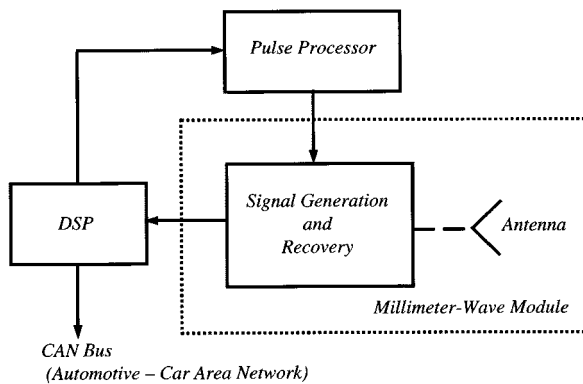 Pulse Processor
Signal Generation
and
Recovery
DSP
Antenna
Millimeter-Wave Module
CAN Bus
(Automotive – Car Area Network)